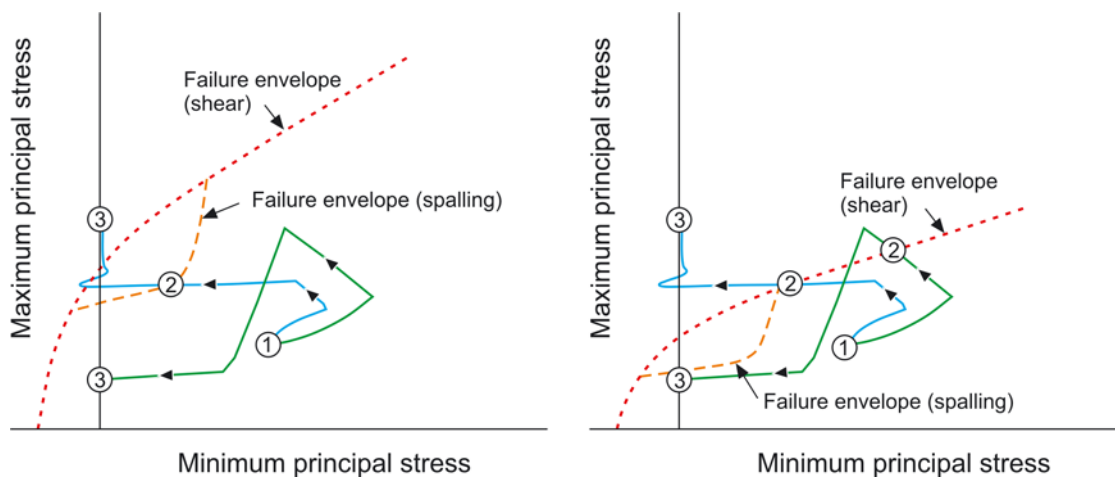 Maximum principal stress
Failure envelope
(shear)
Failure envelope (spalling)
3
2
1
3
Minimum principal stress
Maximum principal stress
Failure envelope
(shear)
3
2
2
1
3
Failure envelope (spalling)
Minimum principal stress